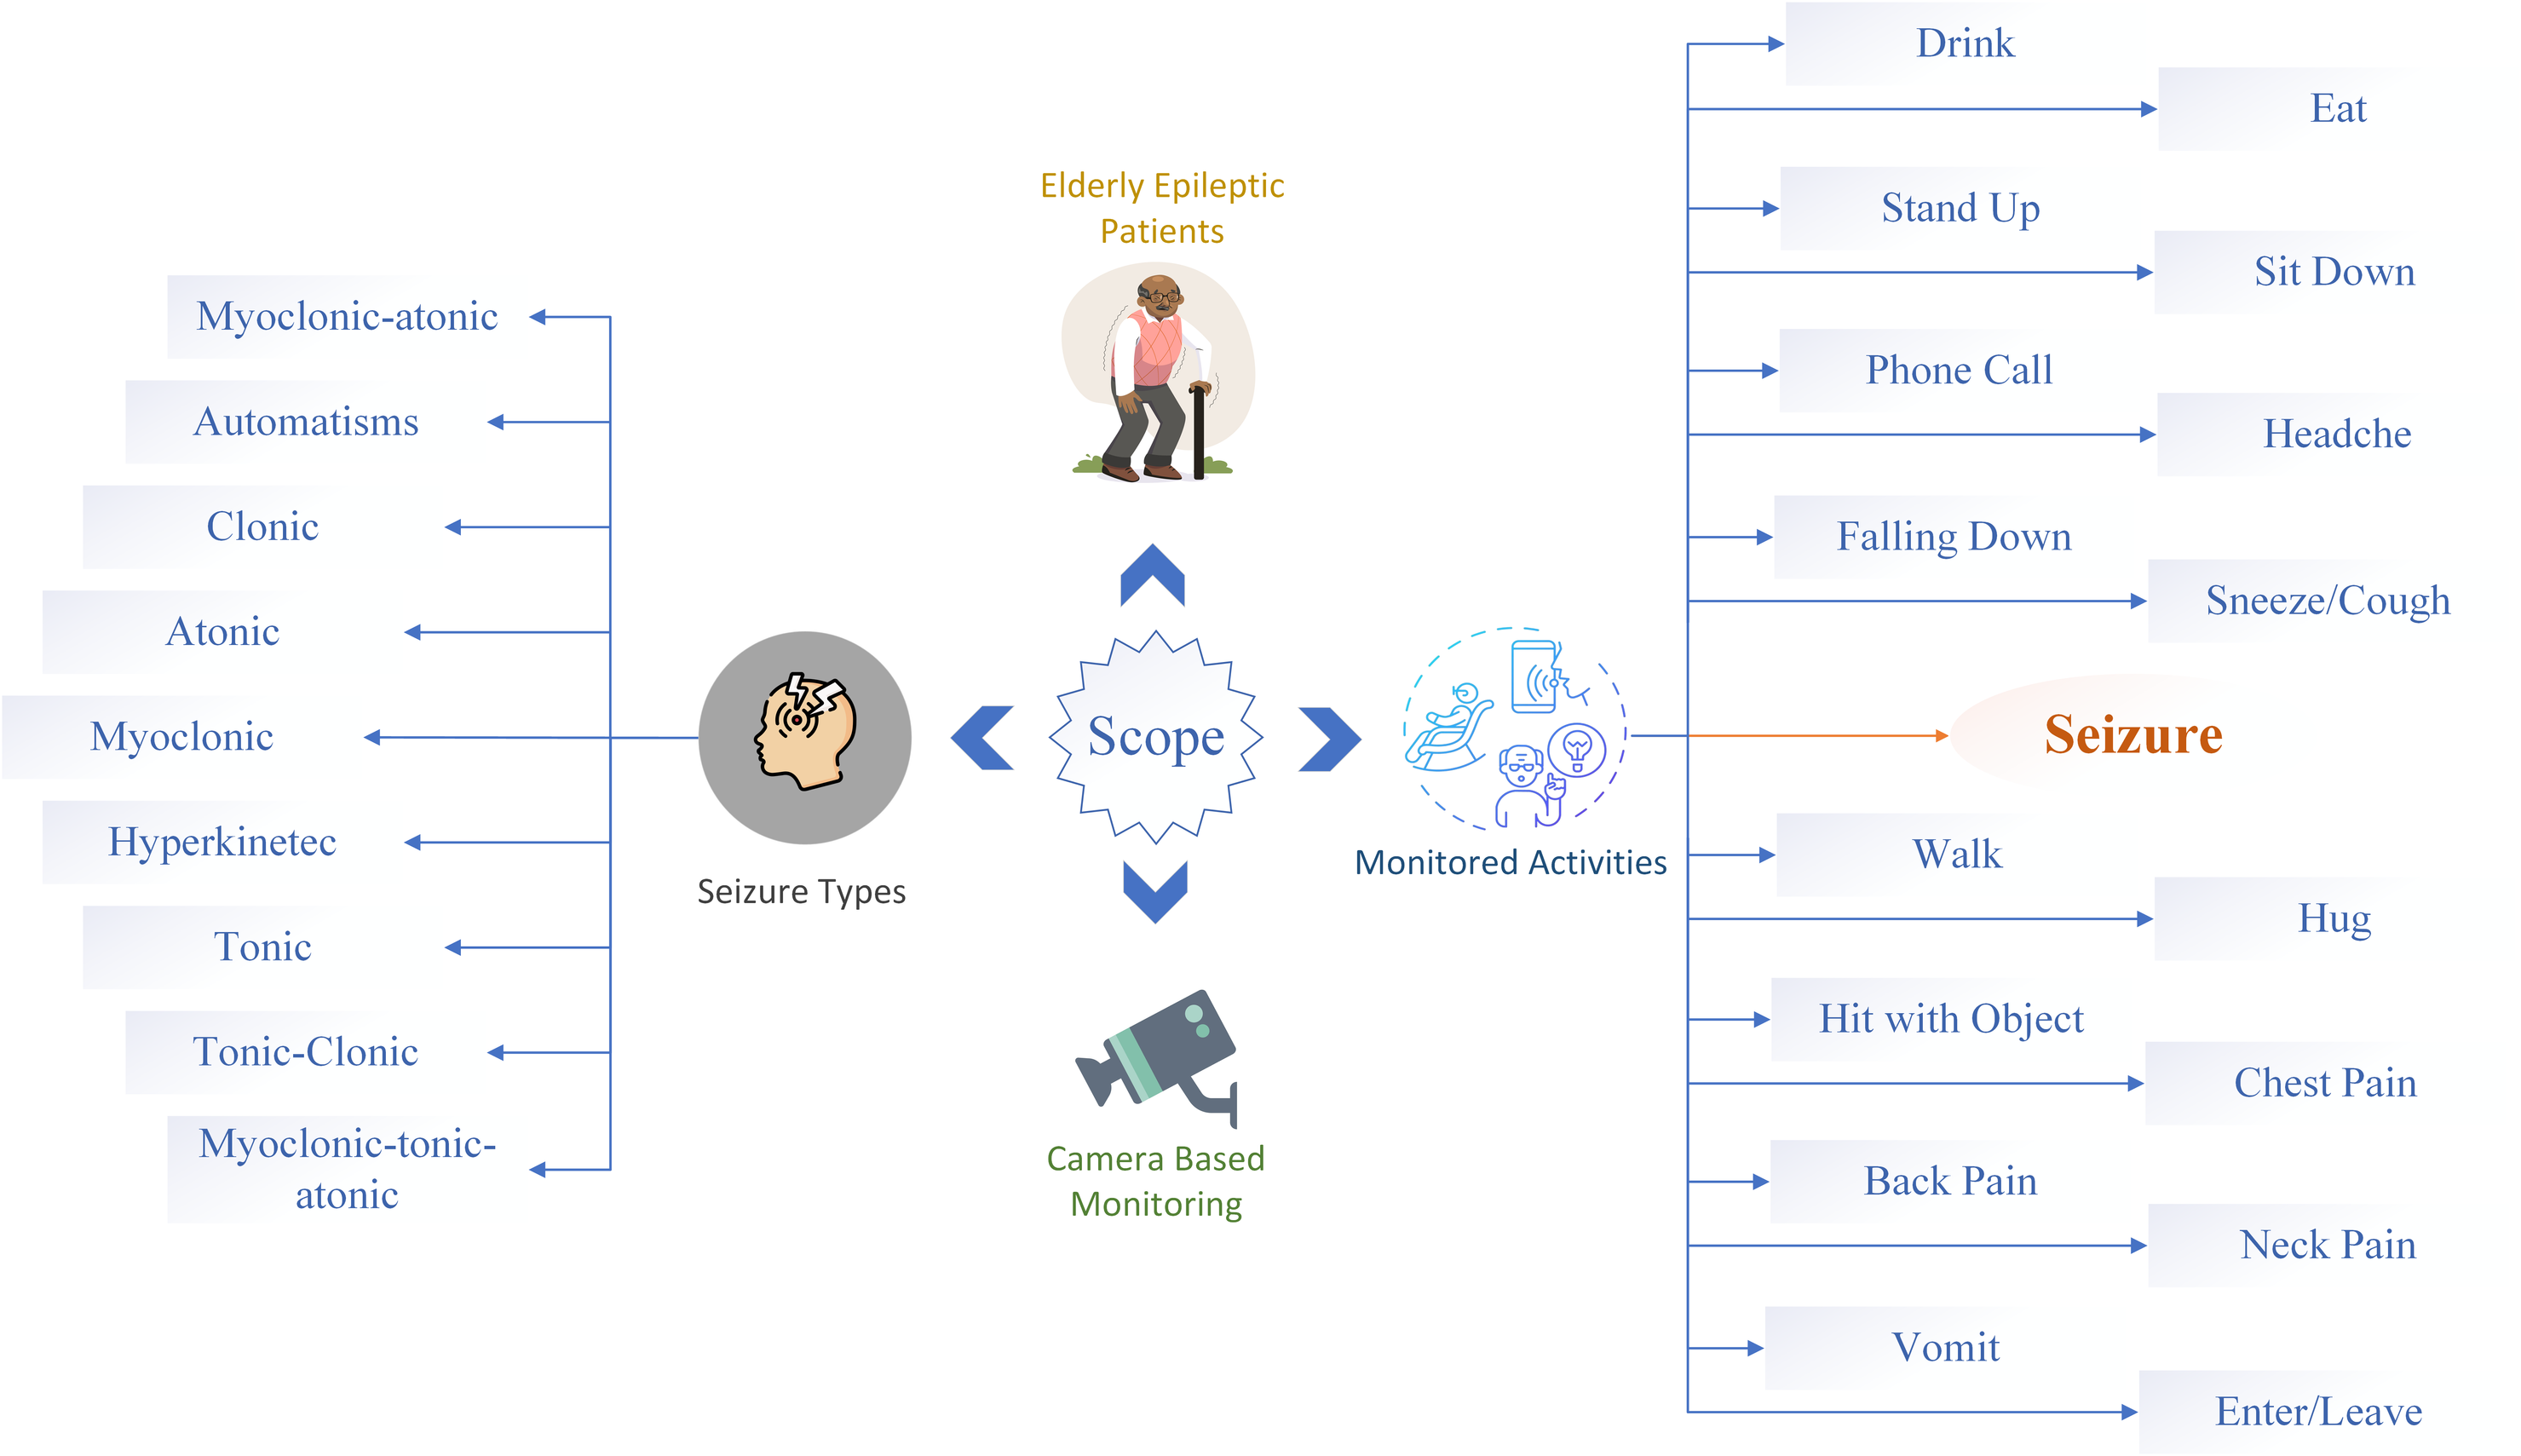 Myoclonic-atonic
Automatisms
Clonic
Atonic
Myoclonic
Hyperkinetec
Tonic
Tonic-Clonic
Myoclonic-tonic-
atonic
Seizure Types
Elderly Epileptic
Patients
Scope
Camera Based
Monitoring
Monitored Activities
Drink
Eat
Stand Up
Sit Down
Phone Call
Headche
Falling Down
Sneeze/Cough
Seizure
Walk
Hug
Hit with Object
Chest Pain
Back Pain
Neck Pain
Vomit
Enter/Leave